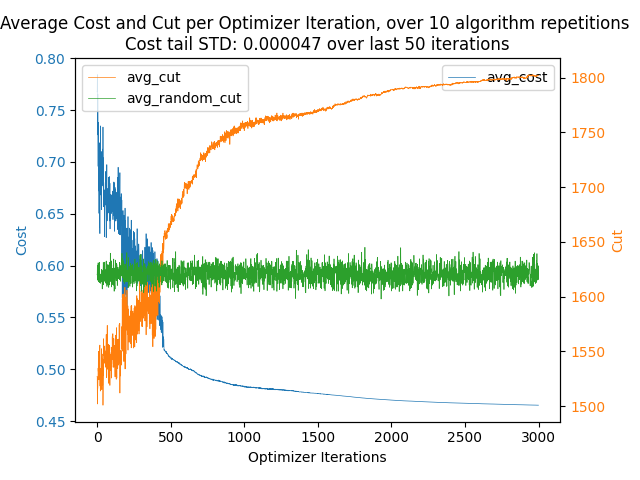 Average Cost and Cut per Optimizer Iteration, over 10 algorithm repetitions
Cost tail STD: 0.000047 over last 50 iterations
avg_cut
avg_random_cut
avg_cost
0.80
0.75
0.70
0.65
0.60
0.55
0.50
0.45
Cost
1800
1750
1700
1650
1600
1550
1500
Cut
0
500
1000
1500
2000
2500
3000
Optimizer Iterations